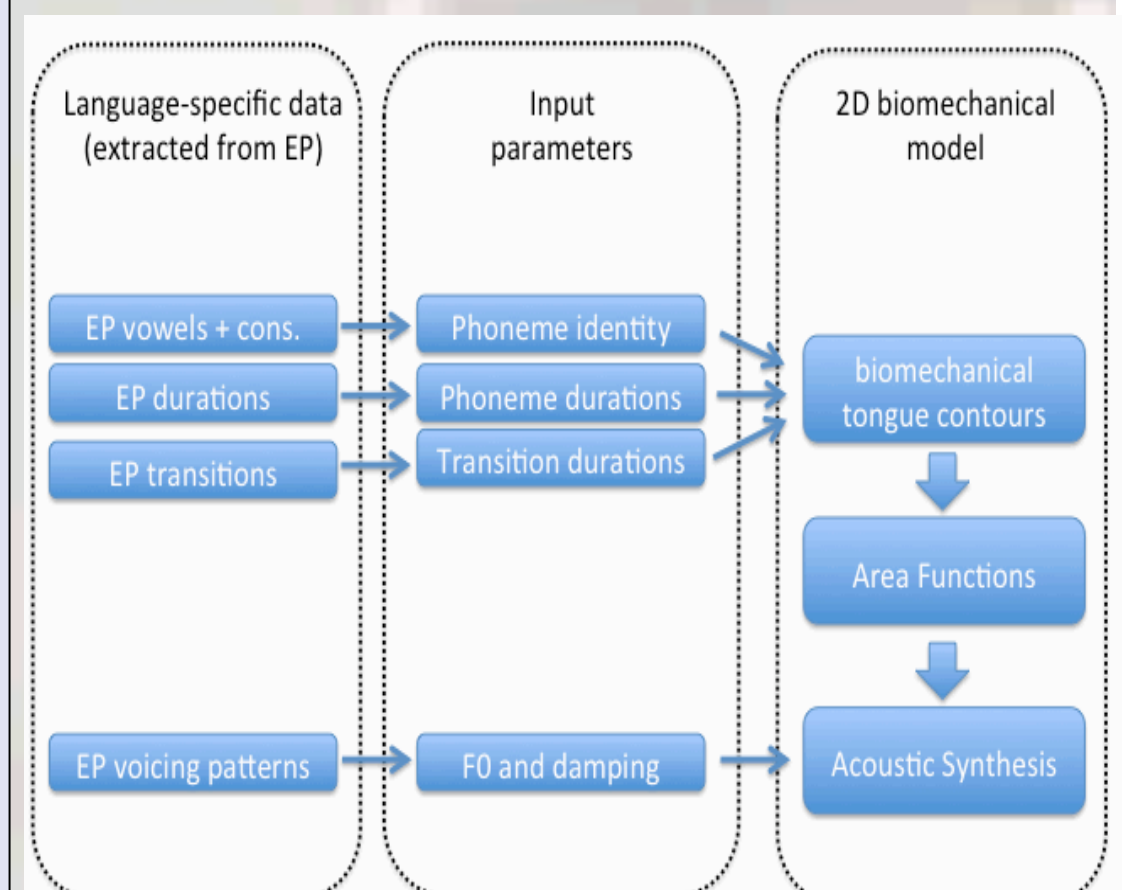 Language-specific data
(extracted from EP)
EP vowels + cons.
EP durations
EP transitions
EP voicing patterns
Input
parameters
Phoneme identity
Phoneme durations
Transition durations
F0 and damping
2D biomechanical
model
biomechanical
tongue contours
Area Functions
Acoustic Synthesis